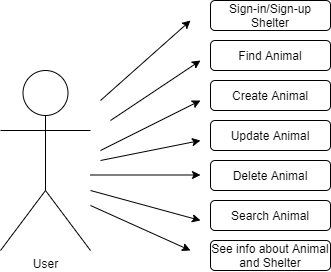 Sign-in/Sign-up
Shelter
Find Animal
Create Animal
Update Animal
Delete Animal
Search Animal
See info about Animal
and Shelter
User